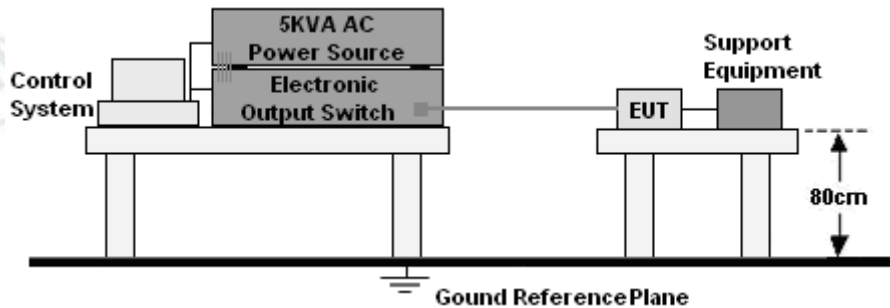 5KVA AC
Power Source
Control
System
Electronic
Output Switch
EUT
Support
Equipment
80cm
Gound Reference Plane